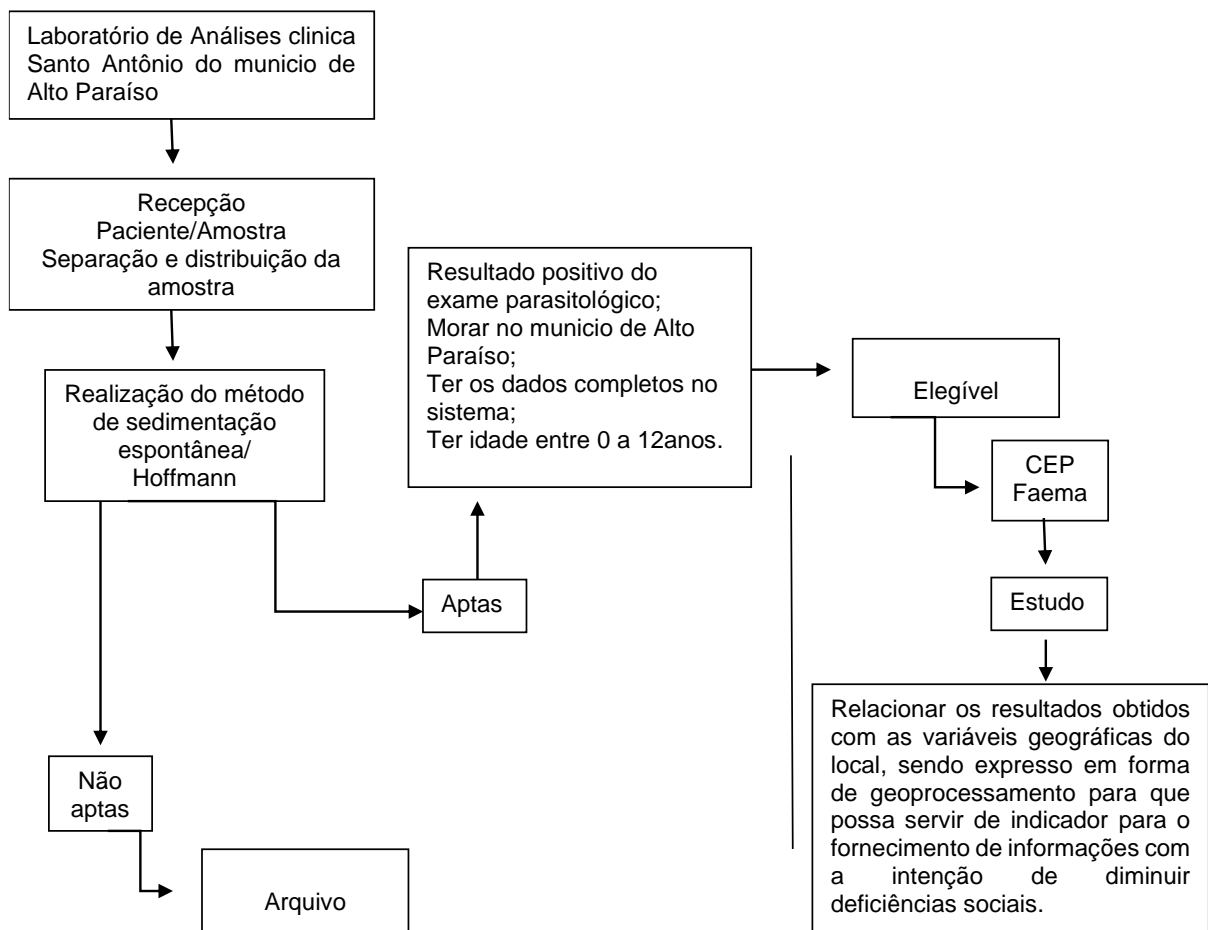 Laboratório de Análises clinica
Santo Antônio do municio de
Alto Paraíso
Recepção
Paciente/Amostra
Separação e distribuição da
amostra
Realização do método
de sedimentação
espontânea/
Hoffmann
Resultado positivo do
exame parasitológico;
Morar no municio de Alto
Paraíso;
Ter os dados completos no
sistema;
Ter idade entre 0 a 12anos.
Elegível
CEP
Faema
Aptas
Estudo
Relacionar os resultados obtidos
com as variáveis geográficas do
local, sendo expresso em forma
de geoprocessamento para que
possa servir de indicador para o
fornecimento de informações com
a intenção de diminuir
deficiências sociais.
Não
aptas
Arquivo